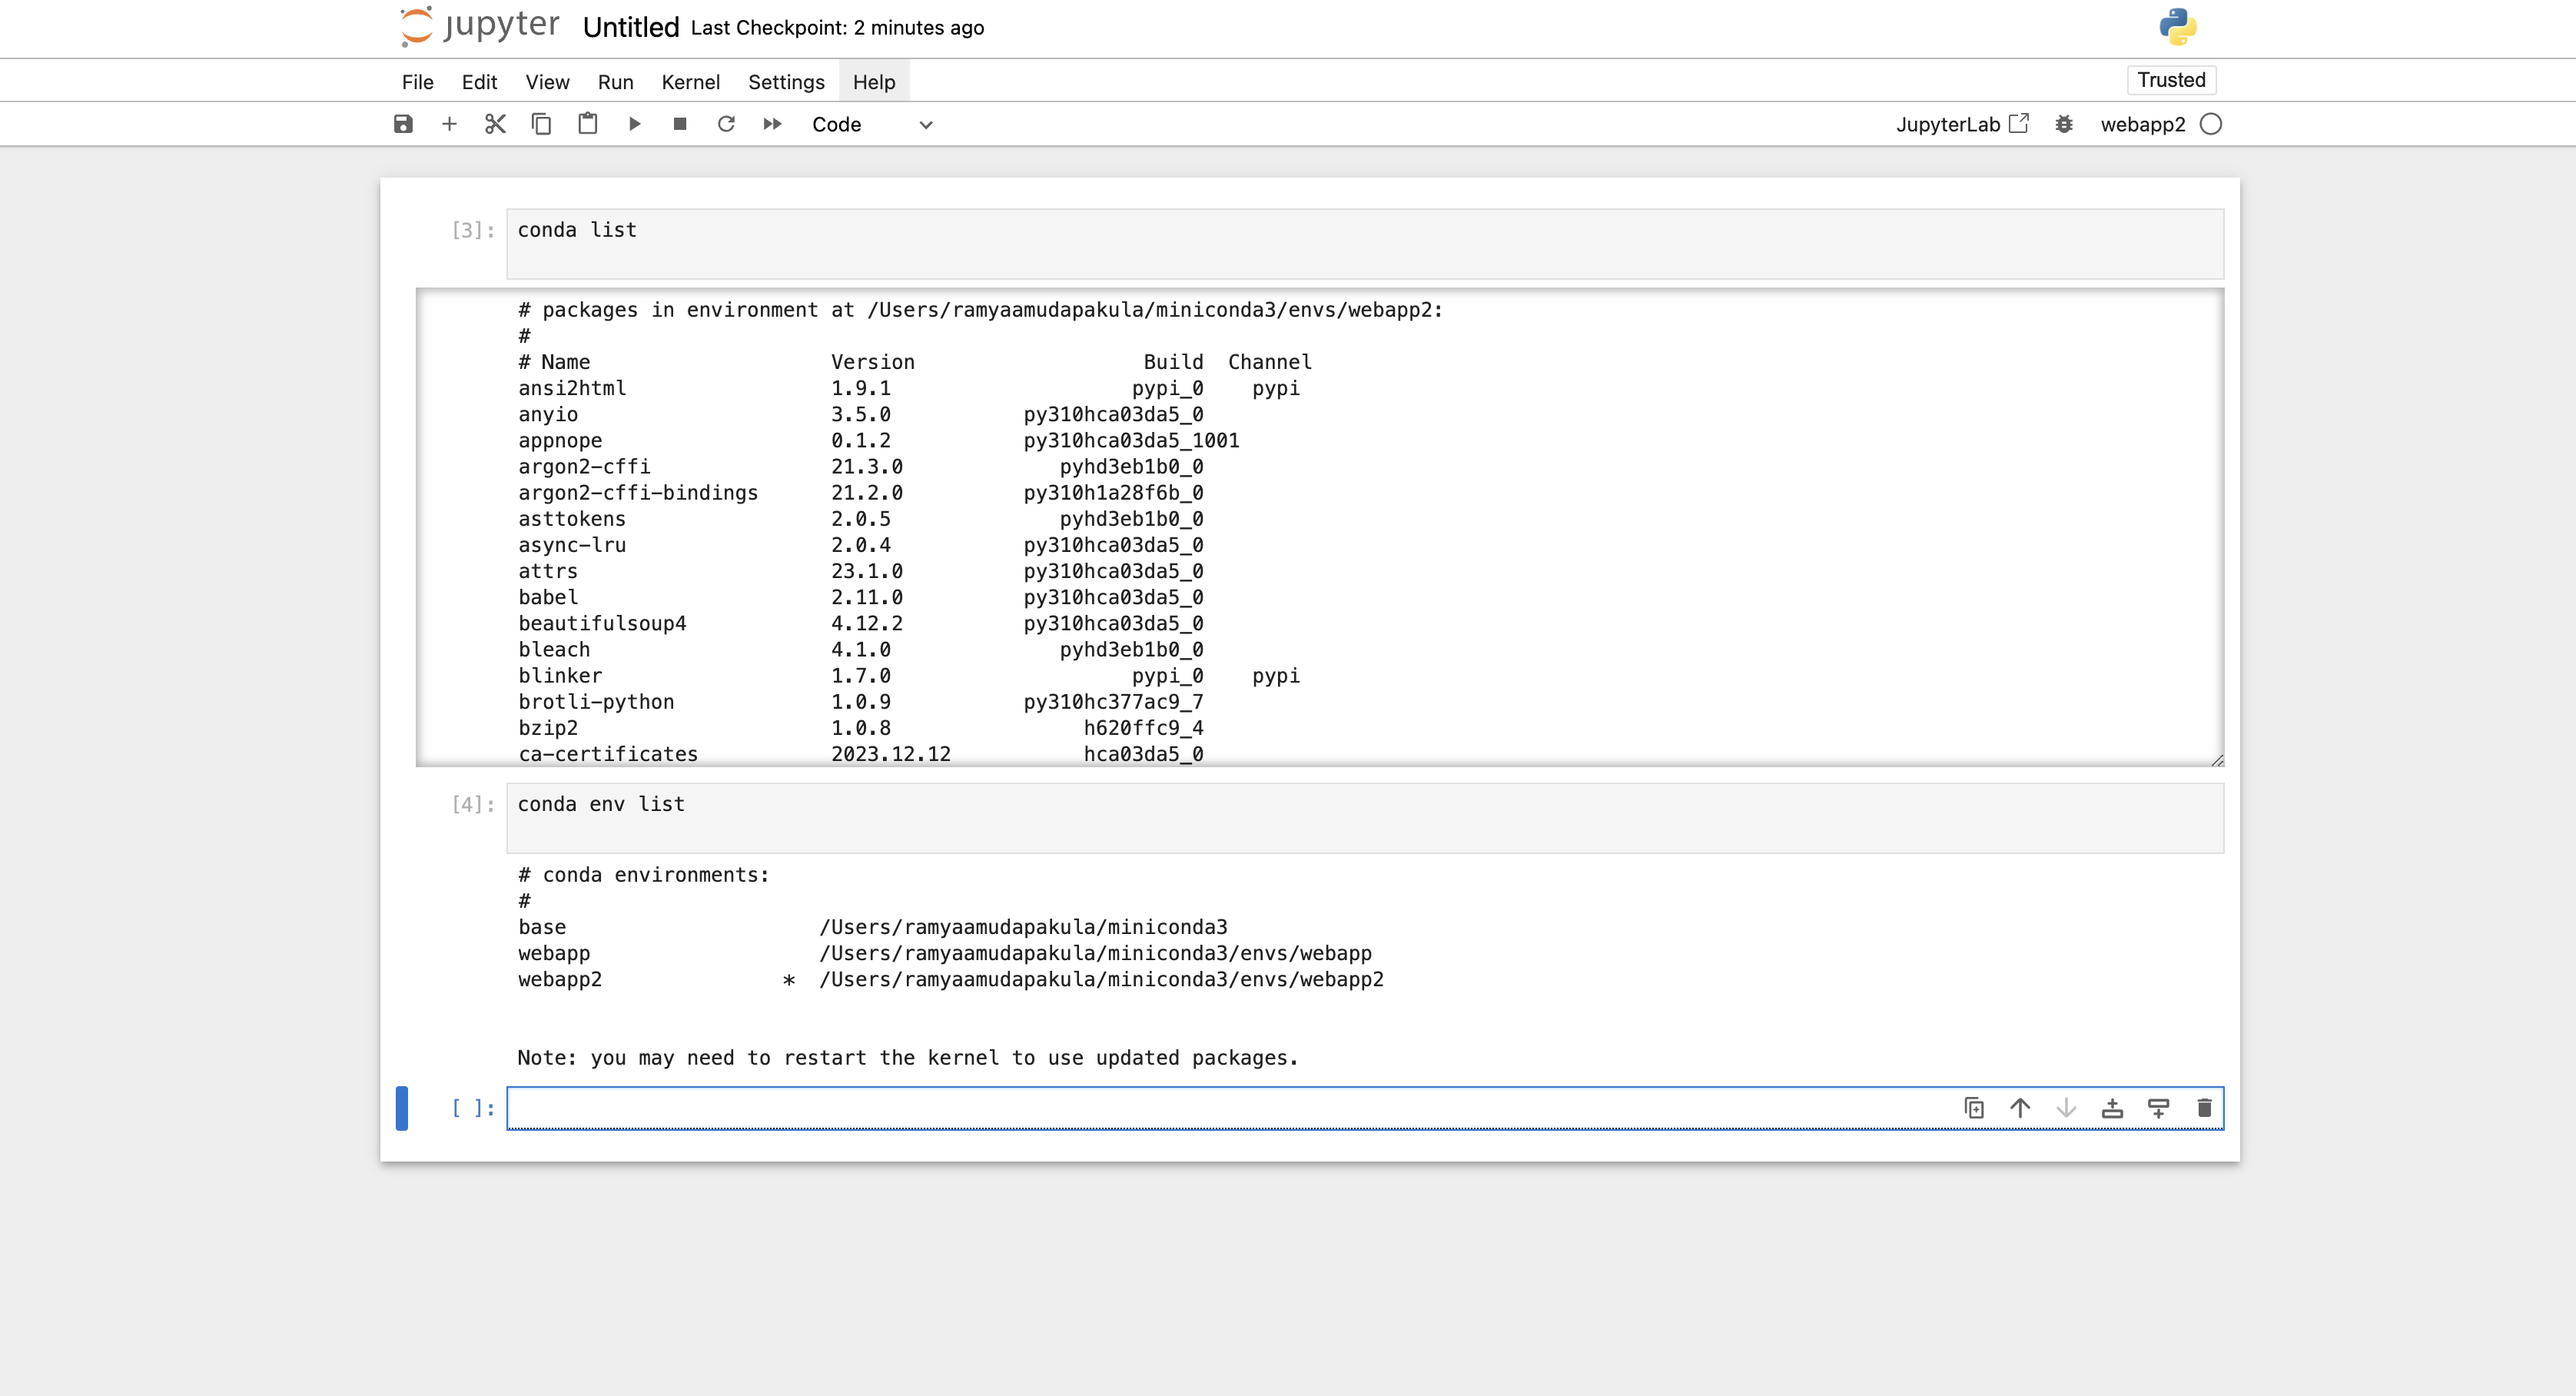 jupyter Untitled Last Checkpoint: 2 minutes ago
File Edit View Run Kernel Settings Help Trusted
Code JupyterLab webapp2
[3]: conda list
# packages in environment at /Users/ramyaamudapakula/miniconda3/envs/webapp2:
#
# Name Version Build Channel
ansi2html 1.9.1 pypi_0 pypi
anyio 3.5.0 py310hca03da5_0
appnope 0.1.2 py310hca03da5_1001
argon2-cffi 21.3.0 pyhd3eb1b0_0
argon2-cffi-bindings 21.2.0 py310h1a28f6b_0
asttokens 2.0.5 pyhd3eb1b0_0
async-lru 2.0.4 py310hca03da5_0
attrs 23.1.0 py310hca03da5_0
babel 2.11.0 py310hca03da5_0
beautifulsoup4 4.12.2 py310hca03da5_0
bleach 4.1.0 pyhd3eb1b0_0
blinker 1.7.0 pypi_0 pypi
brotli-python 1.0.9 py310hc377ac9_7
bzip2 1.0.8 h620ffc9_4
ca-certificates 2023.12.12 hca03da5_0
[4]: conda env list
# conda environments:
#
base /Users/ramyaamudapakula/miniconda3
webapp /Users/ramyaamudapakula/miniconda3/envs/webapp
webapp2 * /Users/ramyaamudapakula/miniconda3/envs/webapp2
Note: you may need to restart the kernel to use updated packages.
[ ]: